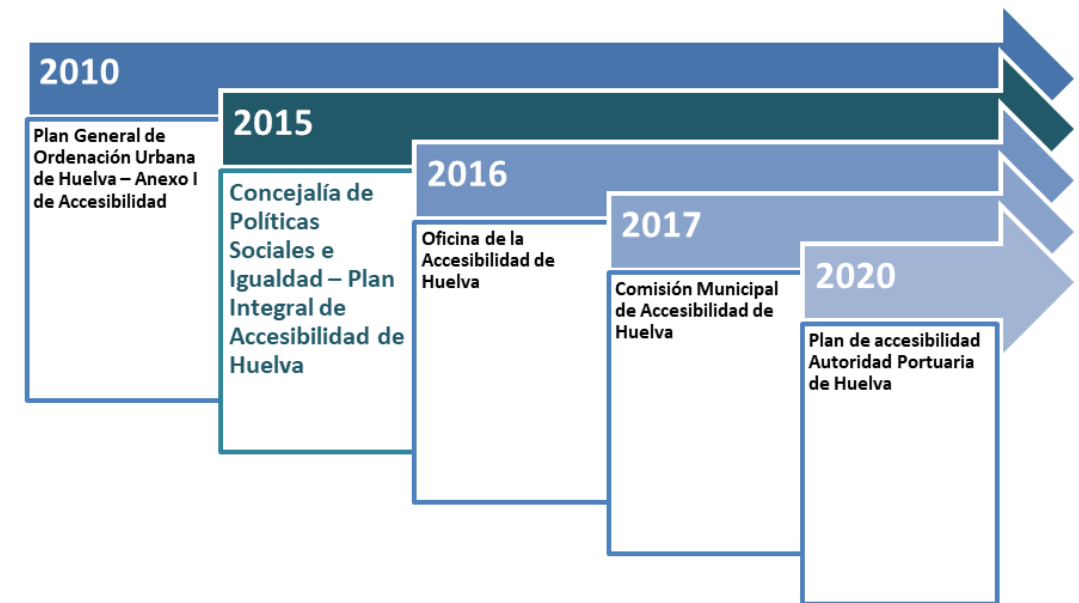 2010
Plan General de
Ordenación Urbana
de Huelva – Anexo I
de Accesibilidad
2015
Concejalía de
Políticas
Sociales e
Igualdad – Plan
Integral de
Accesibilidad de
Huelva
2016
Oficina de la
Accesibilidad de
Huelva
2017
Comisión Municipal
de Accesibilidad de
Huelva
2020
Plan de accesibilidad
Autoridad Portuaria
de Huelva